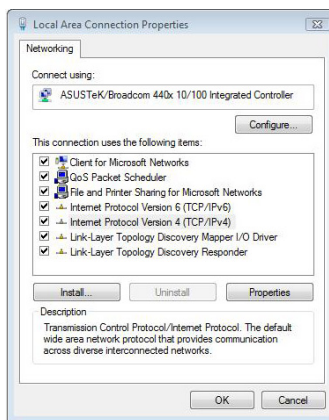 Local Area Connection Properties
Networking
Connect using:
ASUSTeK/Broadcom 440x 10/100 Integrated Controller
Configure...
This connection uses the following items:
Client for Microsoft Networks
QoS Packet Scheduler
File and Printer Sharing for Microsoft Networks
Internet Protocol Version 6 (TCP/IPv6)
Internet Protocol Version 4 (TCP/IPv4)
Link-Layer Topology Discovery Mapper I/O Driver
Link-Layer Topology Discovery Responder
Install... Uninstall Properties
Description
Transmission Control Protocol/Internet Protocol. The default
wide area network protocol that provides communication
across diverse interconnected networks.
OK Cancel